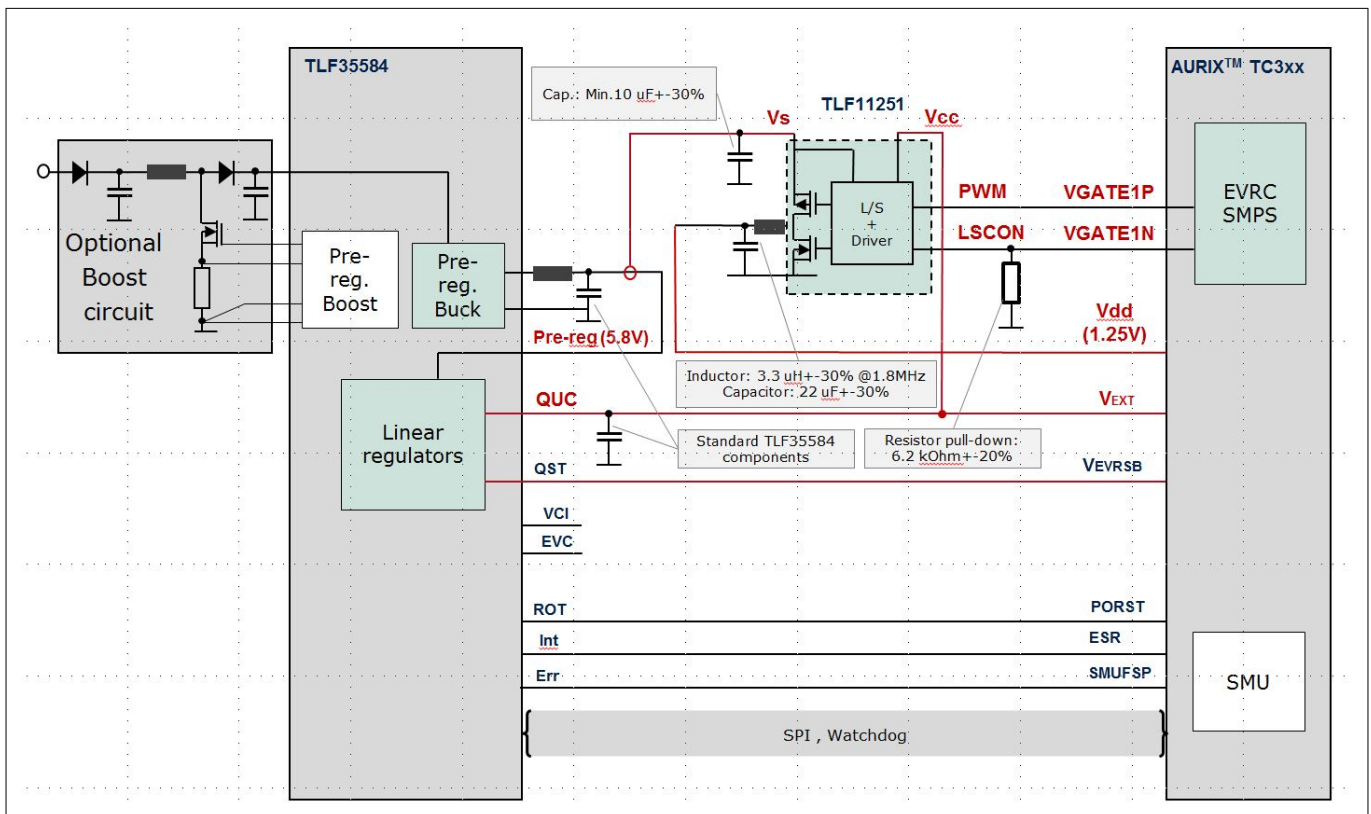 TLF35584
AURIX™ TC3xx
Cap.: Min.10 uF+-30%
TLF11251
Vs
Vcc
Optional
Boost
circuit
Pre-
reg.
Boost
Pre-
reg.
Buck
L/S
+
Driver
PWM
VGATE1P
LSCON
VGATE1N
EVRC
SMPS
Pre-reg (5.8V)
Vdd
(1.25V)
Inductor: 3.3 uH+-30% @1.8MHz
Capacitor: 22 uF+-30%
Linear
regulators
QUC
VEXT
Standard TLF35584
components
Resistor pull-down:
6.2 kOhm+-20%
QST
VEVRSB
VCI
EVC
ROT
PORST
Int
ESR
Err
SMUFSP
SMU
SPI , Watchdog